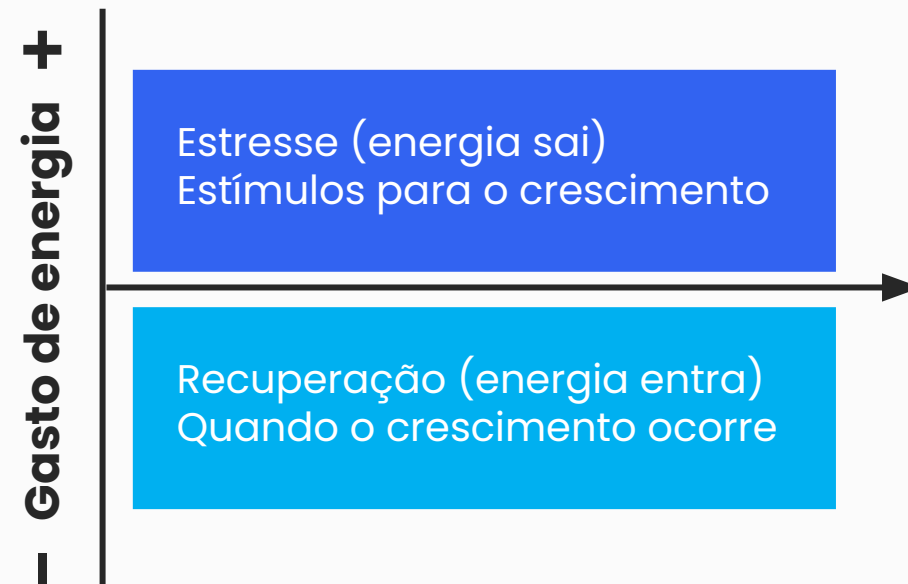 – Gasto de energia +
Estresse (energia sai)
Estímulos para o crescimento
Recuperação (energia entra)
Quando o crescimento ocorre